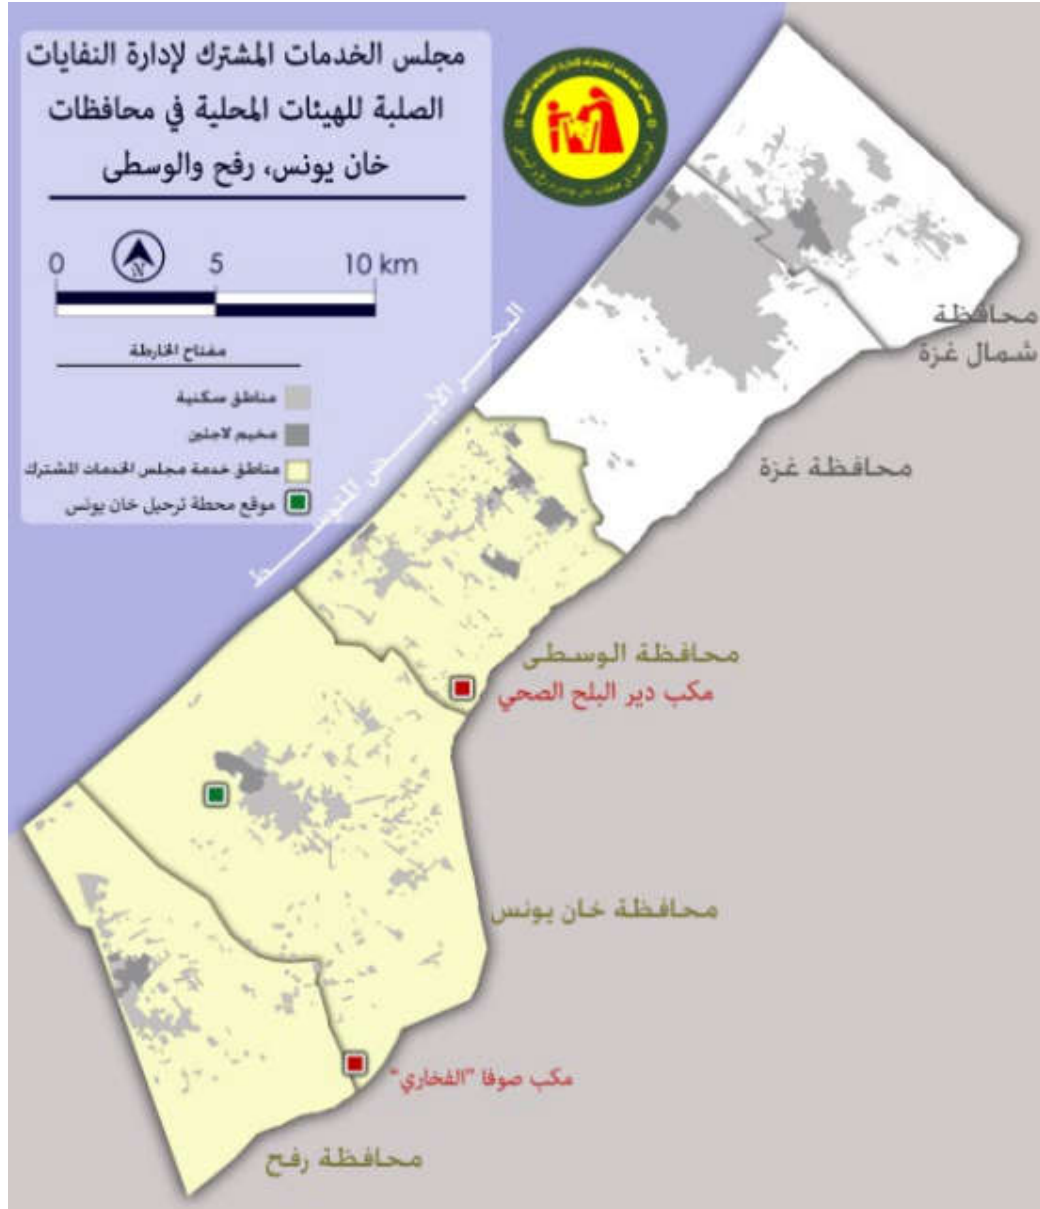 مجلس الخدمات المشترك لإدارة النفايات
الصلبة للهيئات المحلية في محافظات
خان يونس، رفح والوسطى
0 5 10 km
N
مفتاح الخارطة
مناطق سكنية
مخيم لاجئين
مناطق خدمة مجلس الخدمات المشترك
موقع محطة ترحيل خان يونس
البحر الأبيض المتوسط
محافظة
شمال غزة
محافظة غزة
محافظة الوسطى
مكب دير البلح الصحي
محافظة خان يونس
مكب صوفا "الفخاري"
محافظة رفح